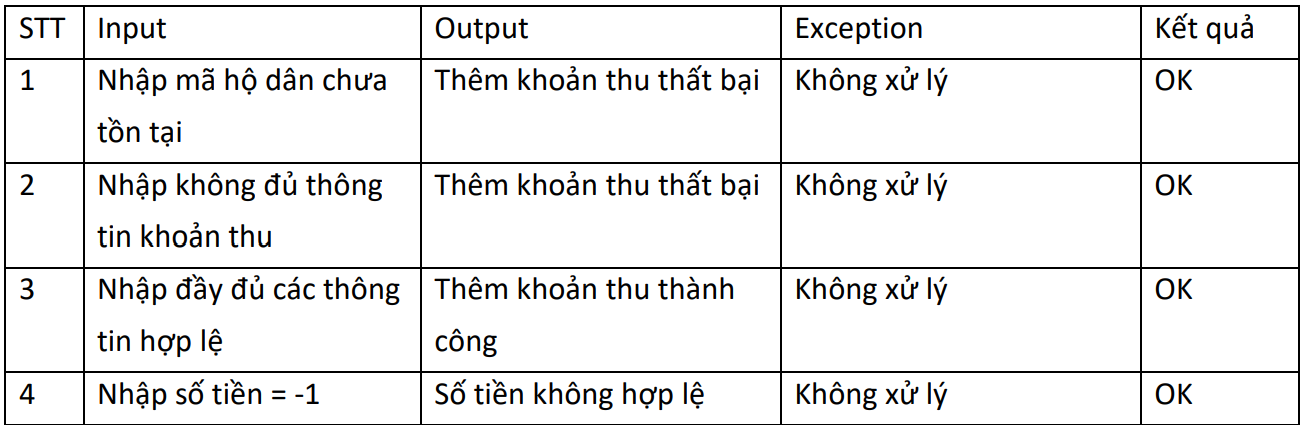 STT Input Output Exception Kết quả
1 Nhập mã hộ dân chưa Thêm khoản thu thất bại Không xử lý OK
tồn tại
2 Nhập không đủ thông Thêm khoản thu thất bại Không xử lý OK
tin khoản thu
3 Nhập đầy đủ các thông Thêm khoản thu thành Không xử lý OK
tin hợp lệ công
4 Nhập số tiền = -1 Số tiền không hợp lệ Không xử lý OK